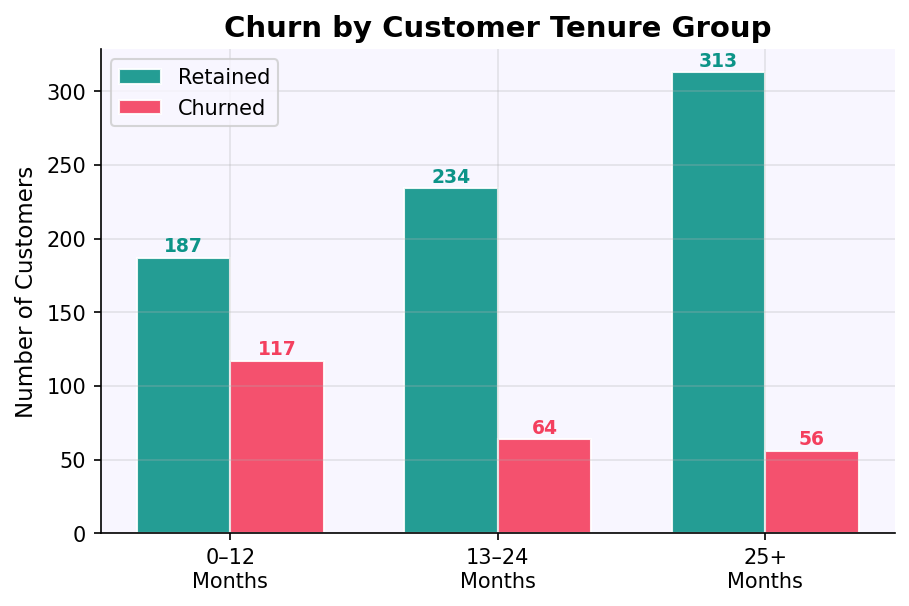 Churn by Customer Tenure Group
Retained
Churned
Number of Customers
300
250
200
150
100
50
0
187
117
234
64
313
56
0–12
Months
13–24
Months
25+
Months